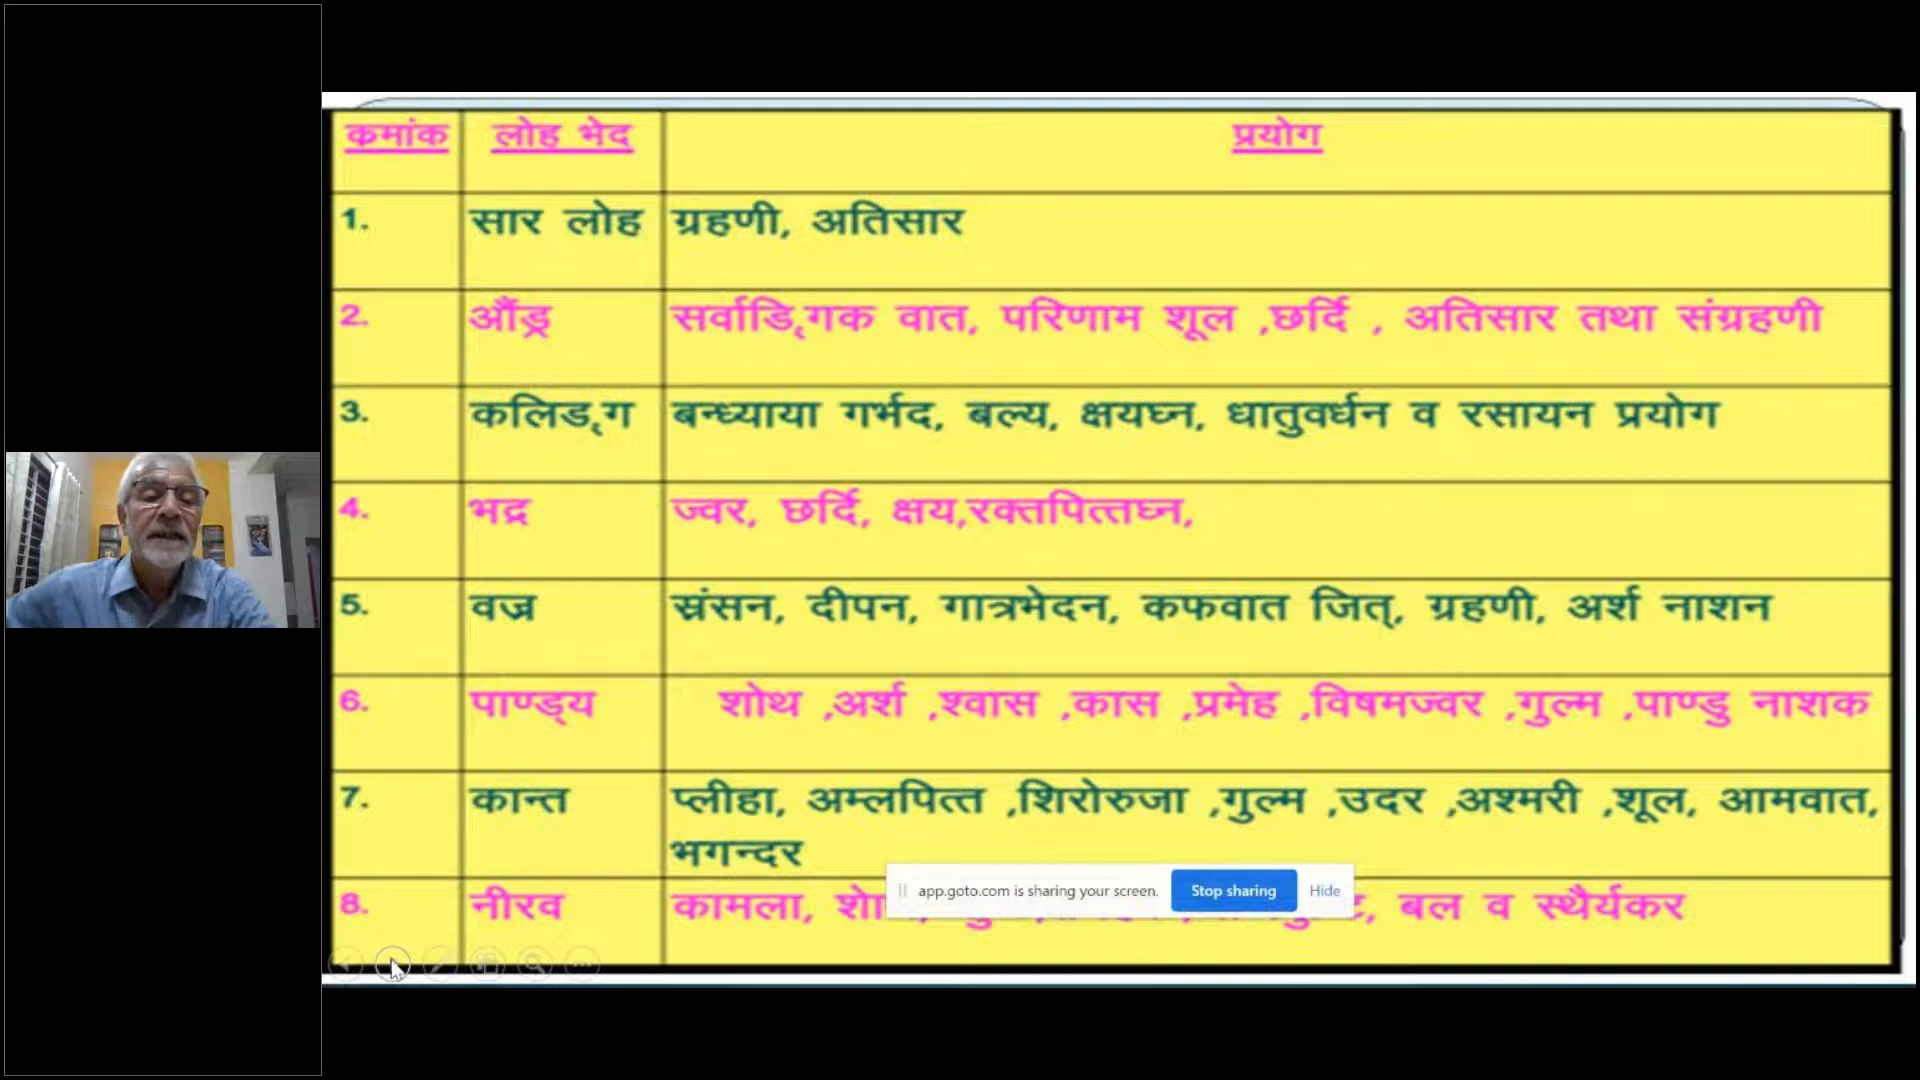 कमांक लोह भेद प्रयोग
1. सार लोह ग्रहणी, अतिसार
2. औंड्र सर्वाडि्गक वात, परिणाम शूल ,छर्दि , अतिसार तथा संग्रहणी
3. कलिड्ग बन्ध्याया गर्भद, बल्य, क्षयघ्न, धातुवर्धन व रसायन प्रयोग
4. भद्र ज्वर, छर्दि, क्षय,रक्तपित्तघ्न,
5. वज्र स्रंसन, दीपन, गात्रभेदन, कफवात जित्, ग्रहणी, अर्श नाशन
6. पाण्ड्य शोथ ,अर्श ,श्वास ,कास ,प्रमेह ,विषमज्वर ,गुल्म ,पाण्डु नाशक
7. कान्त प्लीहा, अम्लपित्त ,शिरोरुजा ,गुल्म ,उदर ,अश्मरी ,शूल, आमवात,
भगन्दर
8. नीरव कामला, बल व स्थैर्यकर
app.goto.com is sharing your screen. Stop sharing Hide